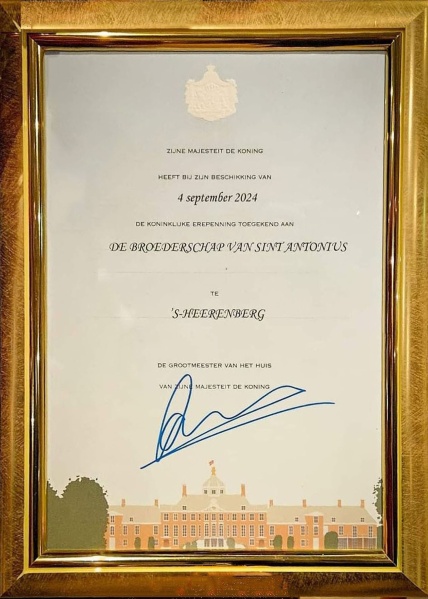 ZIJNE MAJESTEIT DE KONING
HEEFT BIJ ZIJN BESCHIKKING VAN
4 september 2024
DE KONINKLIJKE EREPENNING TOEGEKEND AAN
DE BROEDERSCHAP VAN SINT ANTONIUS
TE
'S-HEERENBERG
DE GROOTMEESTER VAN HET HUIS
VAN ZIJNE MAJESTEIT DE KONING